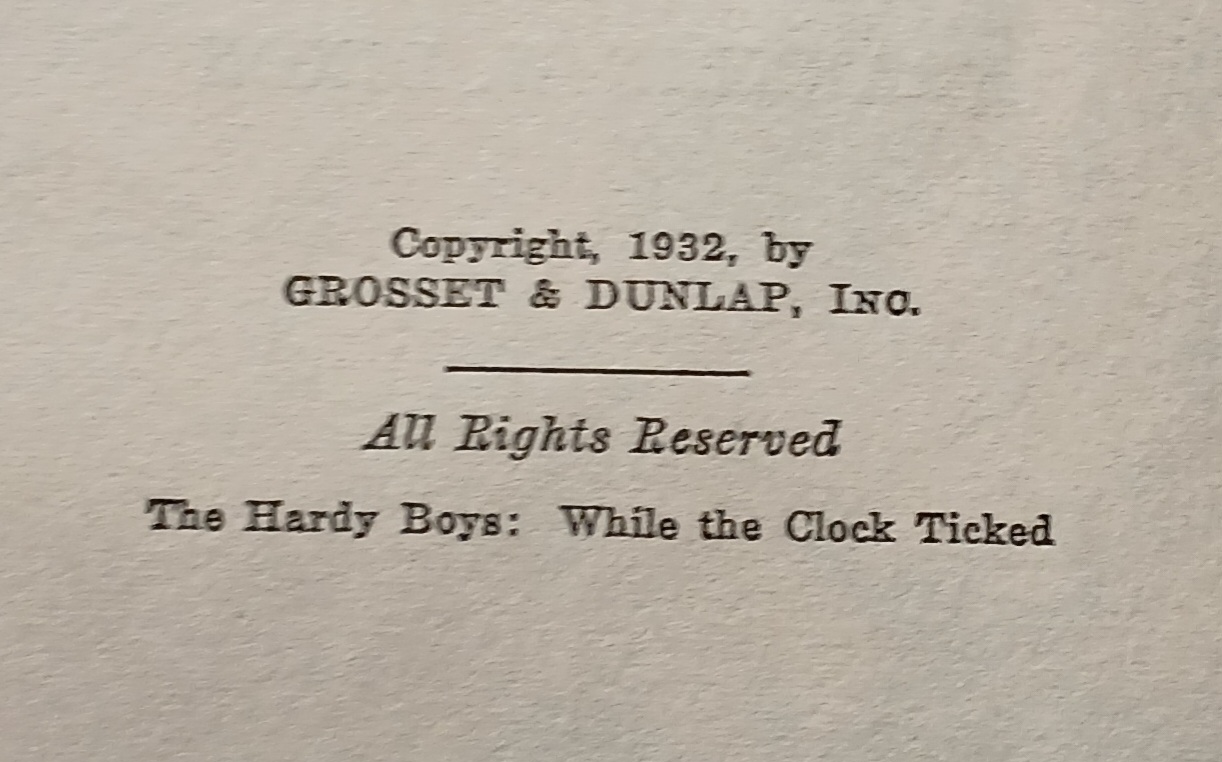 Copyright, 1932, by
GROSSET & DUNLAP, INC.
All Rights Reserved
The Hardy Boys: While the Clock Ticked